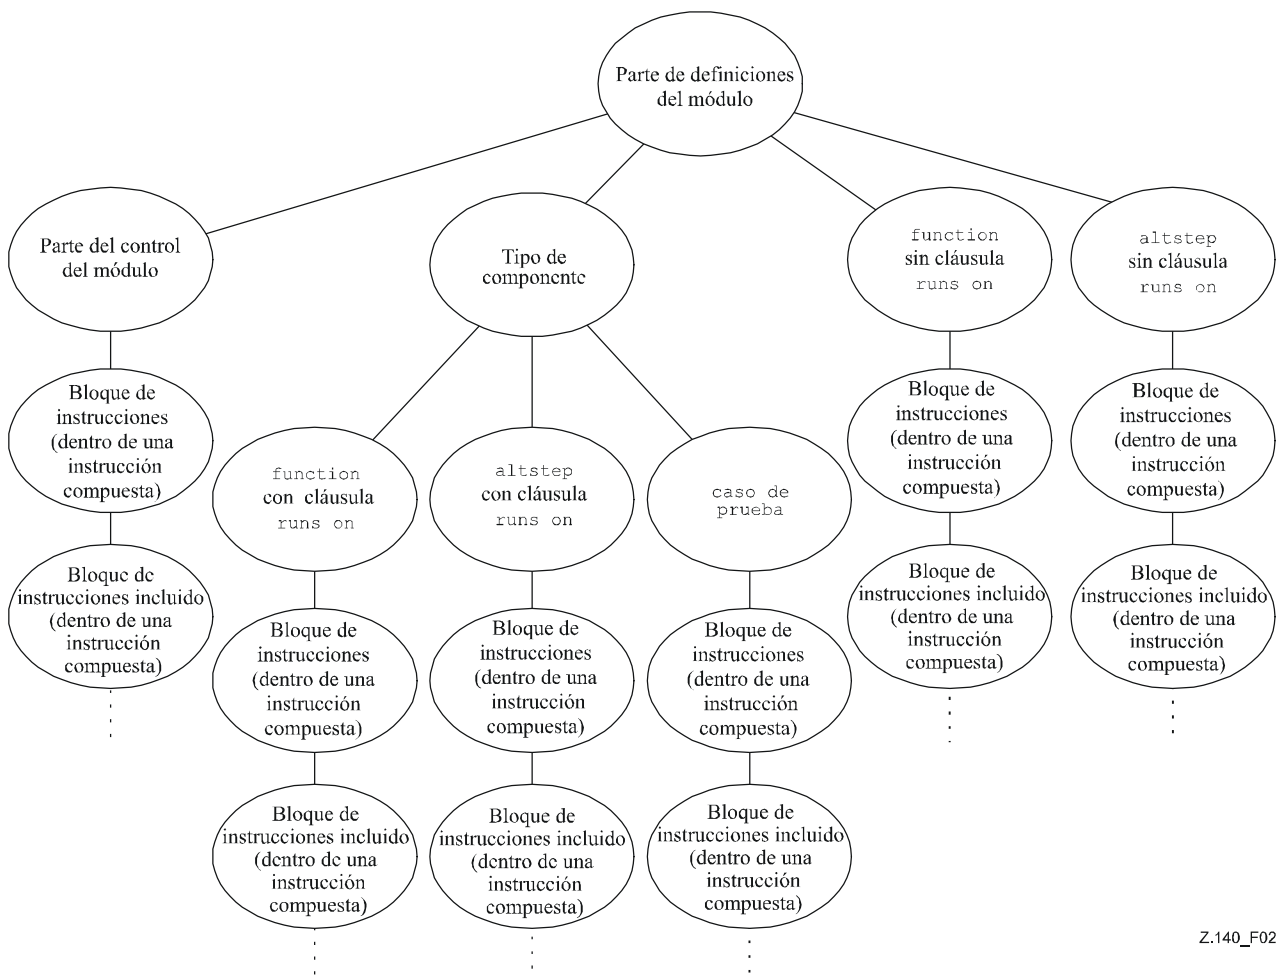 Parte de definiciones
del módulo
Parte del control
del módulo
Tipo de
componente
function
sin cláusula
runs on
altstep
sin cláusula
runs on
Bloque de
instrucciones
(dentro de una
instrucción
compuesta)
Bloque de
instrucciones incluido
(dentro de una
instrucción
compuesta)
function
con cláusula
runs on
Bloque de
instrucciones
(dentro de una
instrucción
compuesta)
Bloque de
instrucciones incluido
(dentro de una
instrucción
compuesta)
altstep
con cláusula
runs on
Bloque de
instrucciones
(dentro de una
instrucción
compuesta)
Bloque de
instrucciones incluido
(dentro de una
instrucción
compuesta)
caso de
prueba
Bloque de
instrucciones
(dentro de una
instrucción
compuesta)
Bloque de
instrucciones incluido
(dentro de una
instrucción
compuesta)
Bloque de
instrucciones
(dentro de una
instrucción
compuesta)
Bloque de
instrucciones incluido
(dentro de una
instrucción
compuesta)
Bloque de
instrucciones
(dentro de una
instrucción
compuesta)
Bloque de
instrucciones incluido
(dentro de una
instrucción
compuesta)
Z.140_F02